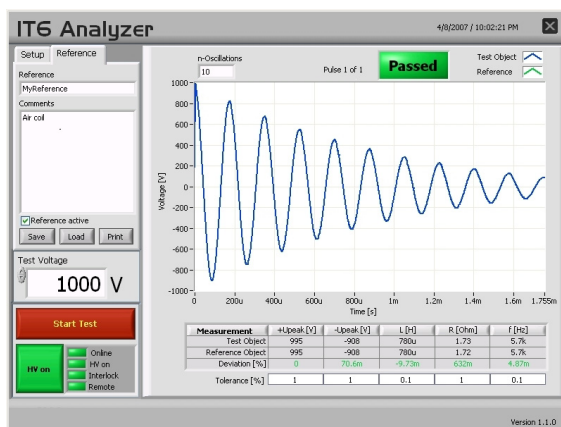 IT6 Analyzer
4/8/2007 / 10:02:21 PM
Setup Reference
Reference
MyReference
Comments
Air coil
Reference active
Save Load Print
Test Voltage
1000 V
Start Test
HV on
Online
HV on
Interlock
Remote
n-Oscillations
10
Pulse 1 of 1
Passed
Test Object
Reference
Voltage [V]
1000
800
600
400
200
0
-200
-400
-600
-800
-1000
0 200u 400u 600u 800u 1m 1.2m 1.4m 1.6m 1.755m
Time [s]
Measurement +Upeak [V] -Upeak [V] L [H] R [Ohm] f [Hz]
Test Object 995 -908 780u 1.73 5.7k
Reference Object 995 -908 780u 1.72 5.7k
Deviation [%] 0 70.6m -9.73m 632m 4.87m
Tolerance [%] 1 1 0.1 1 0.1
Version 1.1.0